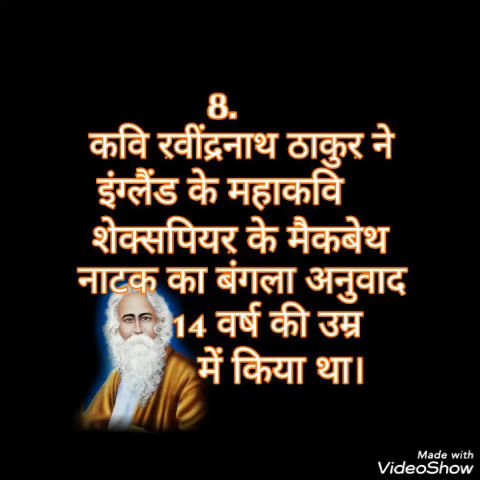 8.
कवि रवींद्रनाथ ठाकुर ने
इंग्लैंड के महाकवि
शेक्सपियर के मैकबेथ
नाटक का बंगला अनुवाद
14 वर्ष की उम्र
में किया था।
Made with
VideoShow